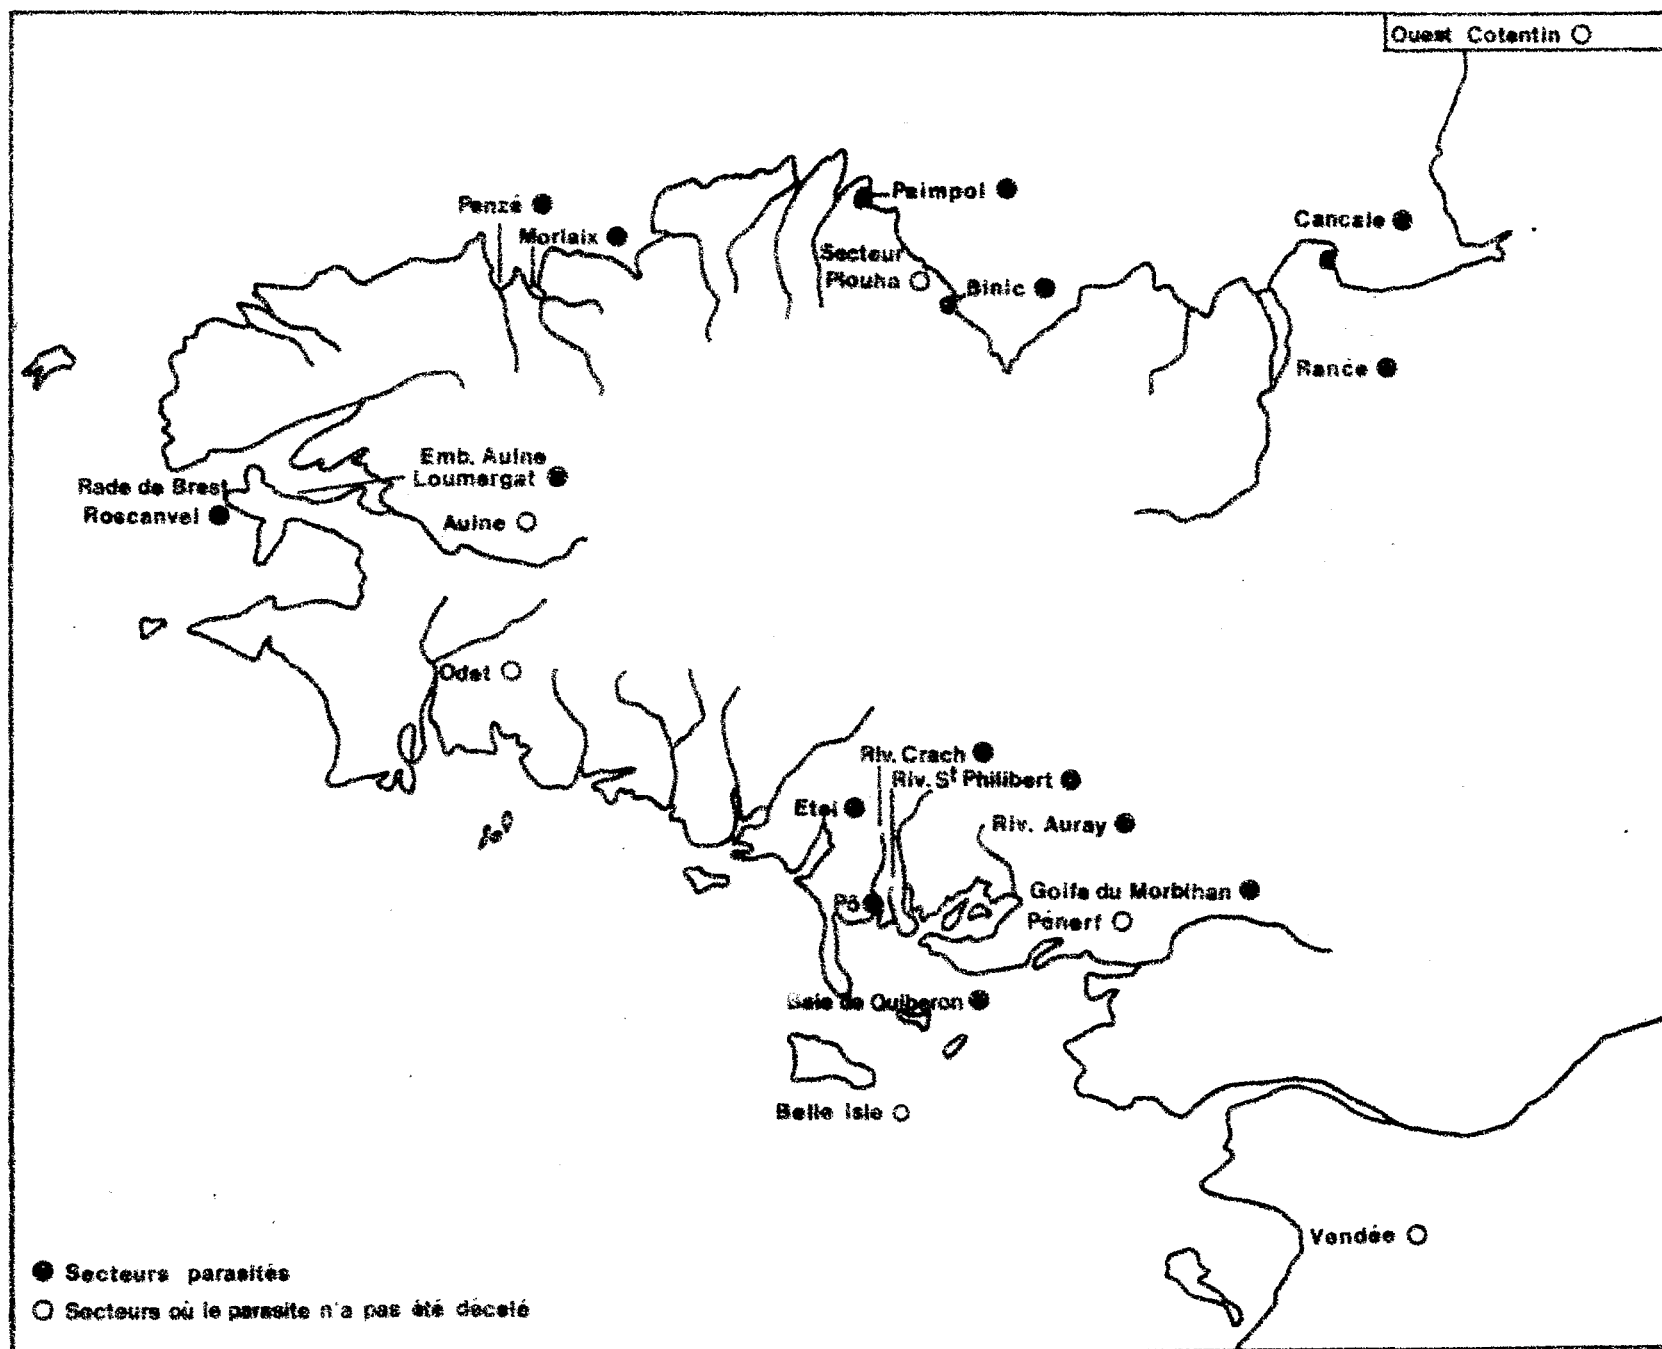 Ouest Cotentin
Penzé
Morlaix
Paimpol
Cancale
Secteur
Plouha
Binic
Rance
Emb. Aulne
Loumergat
Rade de Brest
Roscanvel
Aulne
Odet
Riv. Crach
Riv. St Philibert
Etel
Riv. Auray
Golfe du Morbihan
Pô
Pénerf
Baie de Quiberon
Belle Isle
Vendée
Secteurs parasités
Secteurs où le parasite n'a pas été décelé